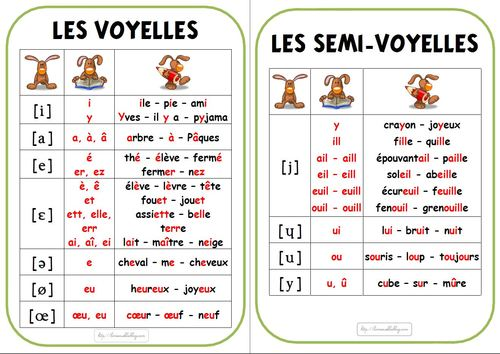 LES VOYELLES
[i]
i
y
ile – pie – ami
Yves – il y a – pyjama
[a]
a, à, â
arbre – à – Pâques
[e]
é
er, ez
thé – élève – fermé
fermer – nez
[ɛ]
è, ê
et
ett, elle,
err
ai, aî, ei
élève – lèvre – tête
fouet – jouet
assiette – belle
terre
lait – maître – neige
[ə]
e
cheval – me – cheveux
[ø]
eu
heureux – joyeux
[œ]
œu, eu
cœur – œuf – neuf
LES SEMI-VOYELLES
[j]
y
ill
ail – aill
eil – eill
euil – euill
ouil – ouill
crayon – joyeux
fille – quille
épouvantail – paille
soleil – abeille
écureuil – feuille
fenouil – grenouille
[ɥ]
ui
lui – bruit – nuit
[u]
ou
souris – loup – toujours
[y]
u, û
cube – sur – mûre